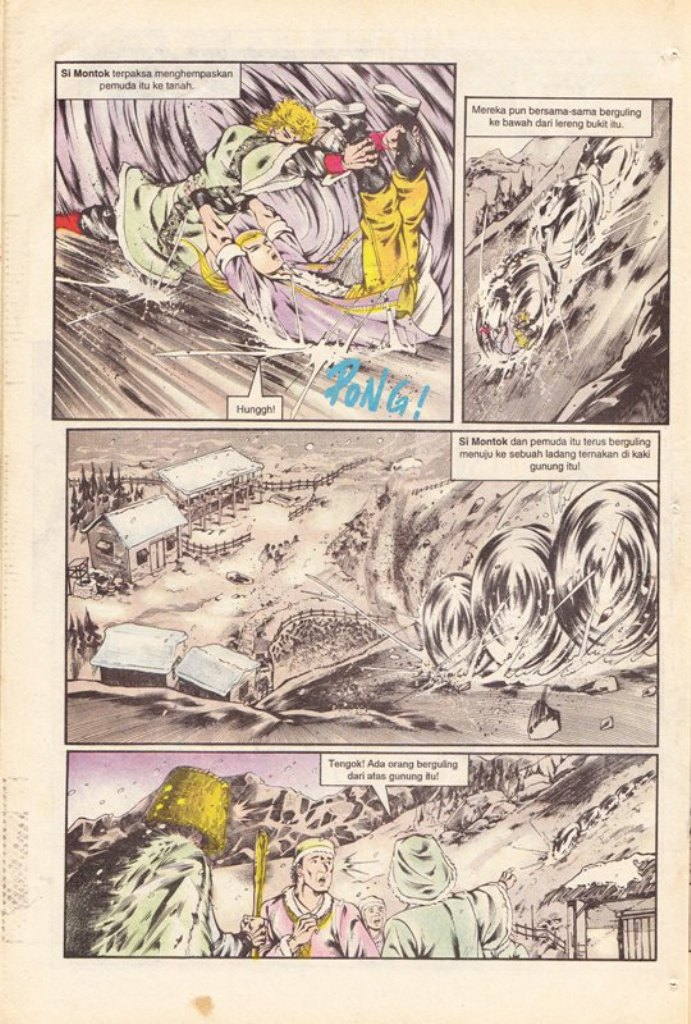 Si Montok terpaksa menghempaskan
pemuda itu ke tanah.
Hunggh!
PONG!
Mereka pun bersama-sama berguling
ke bawah dari lereng bukit itu.
Si Montok dan pemuda itu terus berguling
menuju ke sebuah ladang ternakan di kaki
gunung itu!
Tengok! Ada orang berguling
dari atas gunung itu!